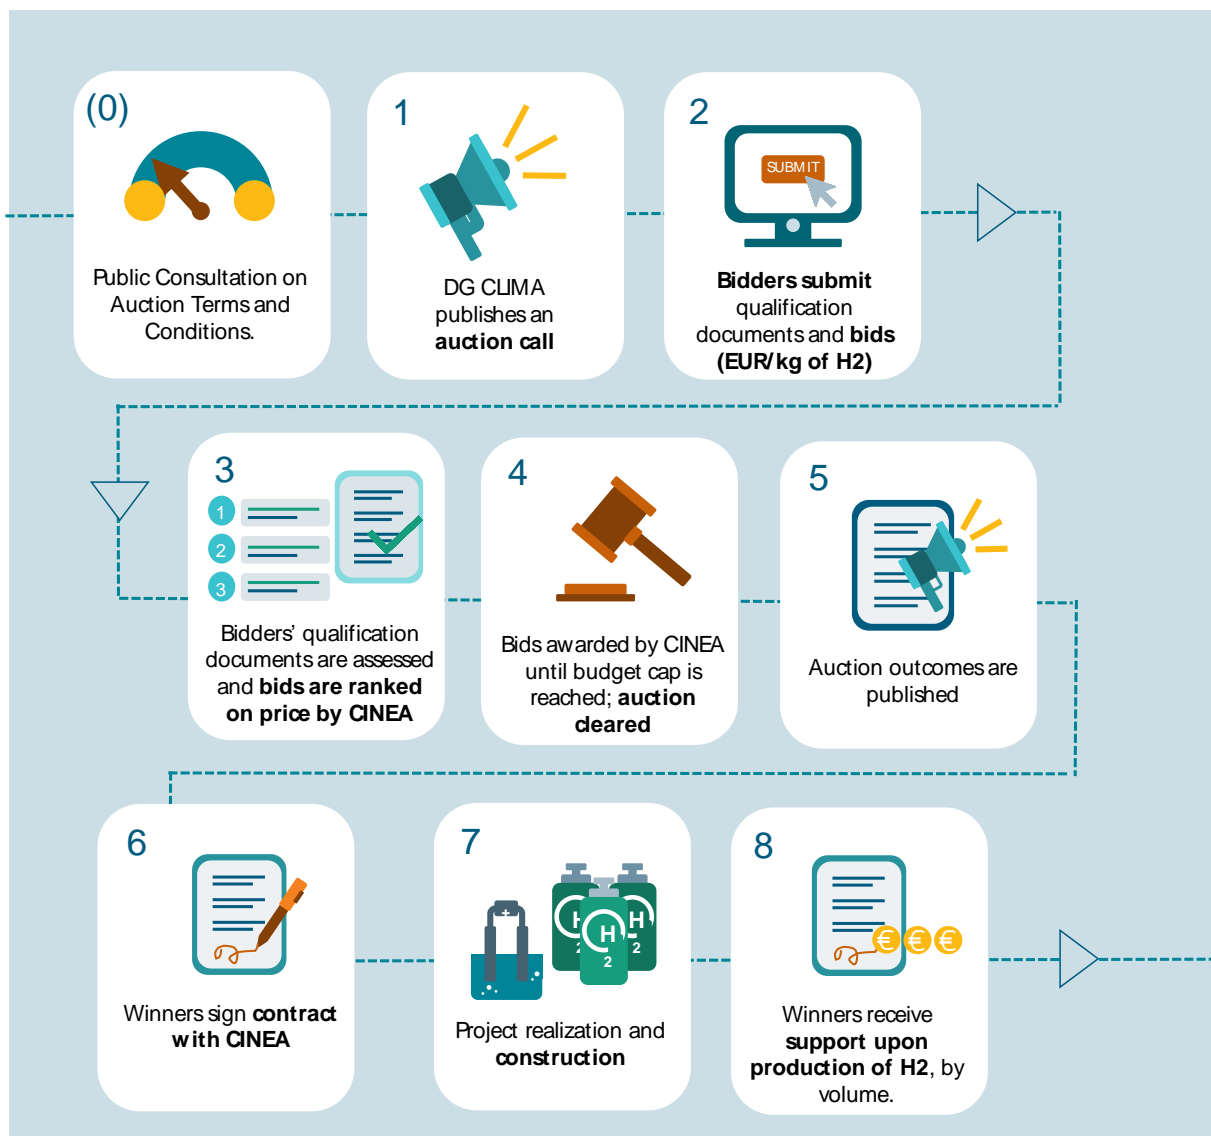 (0)
Public Consultation on
Auction Terms and
Conditions.
1
DG CLIMA
publishes an
auction call
2
SUBMIT
Bidders submit
qualification
documents and bids
(EUR/kg of H2)
3
1
2
3
Bidders’ qualification
documents are assessed
and bids are ranked
on price by CINEA
4
Bids awarded by CINEA
until budget cap is
reached; auction
cleared
5
Auction outcomes are
published
6
Winners sign contract
with CINEA
7
+
H
2
H
2
H
2
Project realization and
construction
8
€ € €
Winners receive
support upon
production of H2, by
volume.